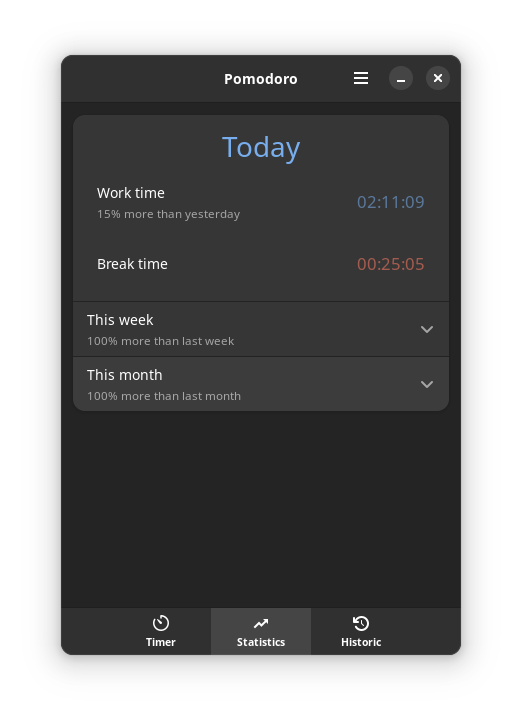 Pomodoro
Today
Work time
15% more than yesterday
02:11:09
Break time
00:25:05
This week
100% more than last week
This month
100% more than last month
Timer
Statistics
Historic